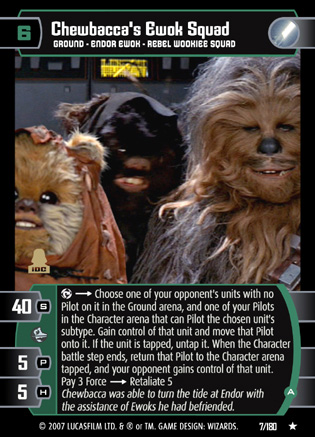 6
Chewbacca's Ewok Squad
GROUND - ENDOR EWOK - REBEL WOOKIEE SQUAD
IDC
40 S
5 P
5 H
→ Choose one of your opponent's units with no
Pilot on it in the Ground arena, and one of your Pilots
in the Character arena that can Pilot the chosen unit's
subtype. Gain control of that unit and move that Pilot
onto it. If the unit is tapped, untap it. When the Character
battle step ends, return that Pilot to the Character arena
tapped, and your opponent gains control of that unit.
Pay 3 Force → Retaliate 5
Chewbacca was able to turn the tide at Endor with
the assistance of Ewoks he had befriended.
A
© 2007 LUCASFILM LTD. & ® or TM. GAME DESIGN: WIZARDS. 7/180 ★